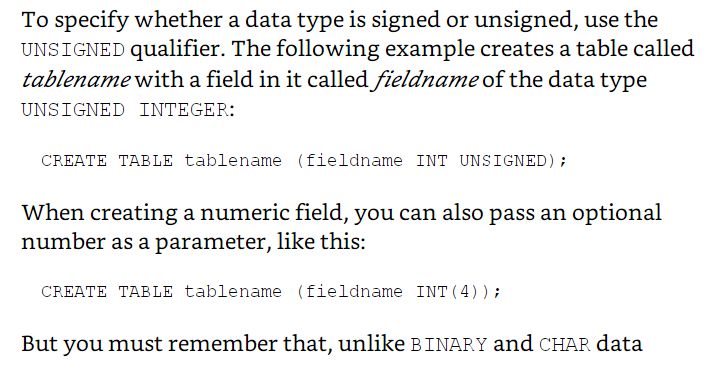 To specify whether a data type is signed or unsigned, use the
UNSIGNED qualifier. The following example creates a table called
tablename with a field in it called fieldname of the data type
UNSIGNED INTEGER:
CREATE TABLE tablename (fieldname INT UNSIGNED);
When creating a numeric field, you can also pass an optional
number as a parameter, like this:
CREATE TABLE tablename (fieldname INT(4));
But you must remember that, unlike BINARY and CHAR data